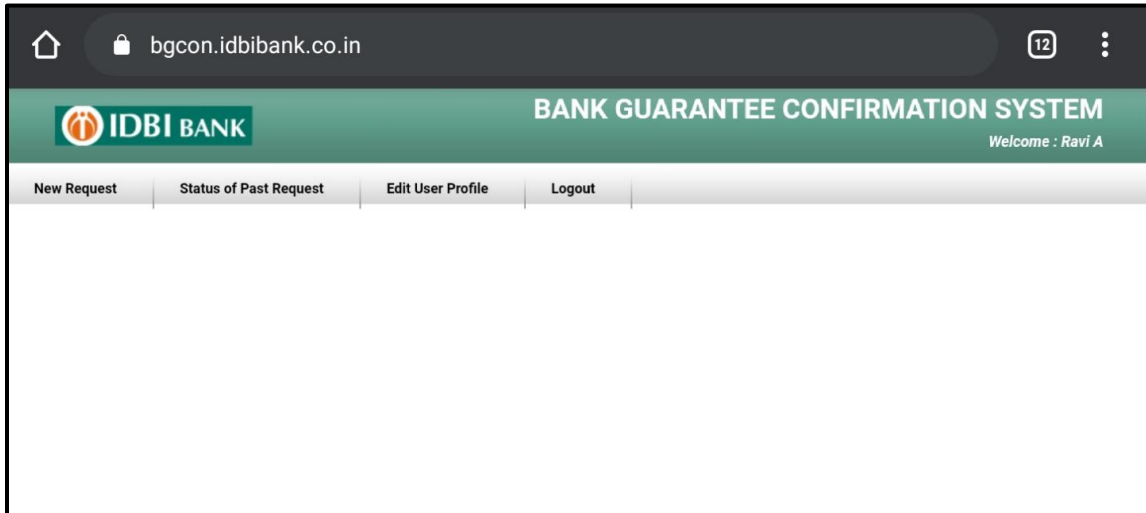 bgcon.idbibank.co.in
12
IDBI BANK
BANK GUARANTEE CONFIRMATION SYSTEM
Welcome : Ravi A
New Request Status of Past Request Edit User Profile Logout